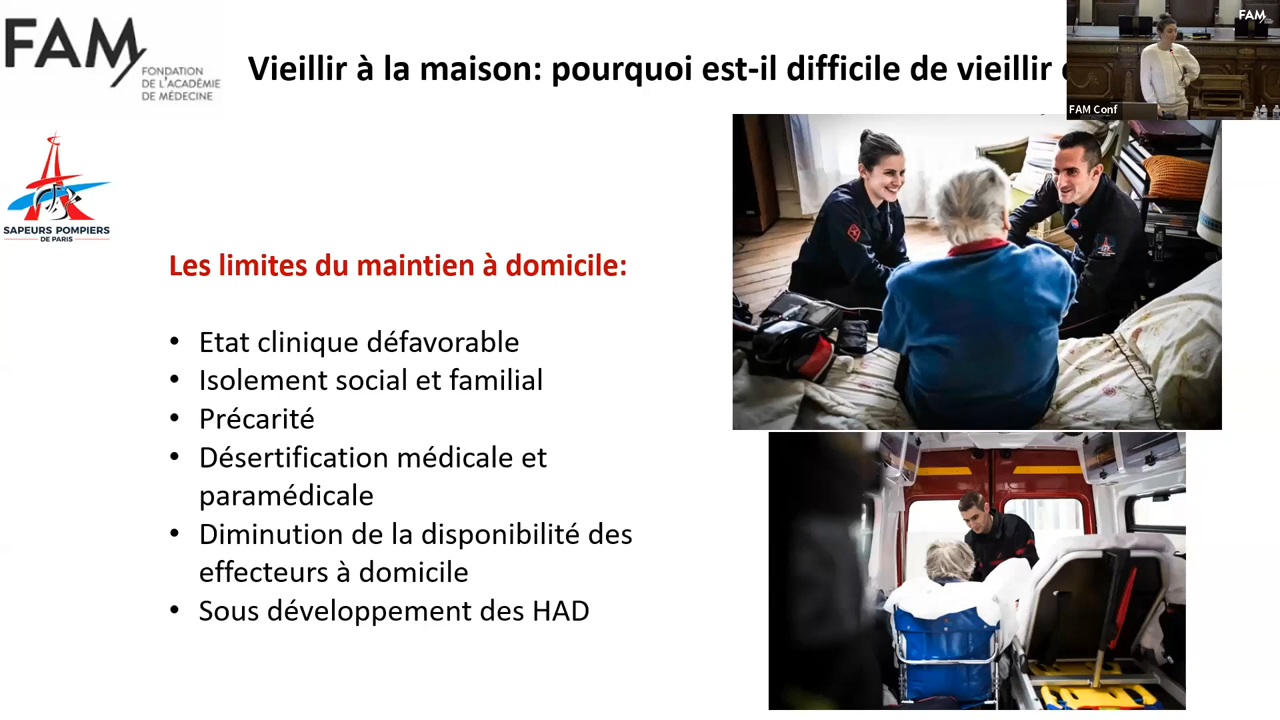 FAM
FONDATION
DE L'ACADÉMIE
DE MÉDECINE
Vieillir à la maison: pourquoi est-il difficile de vieillir
FAM
FAM Conf
SAPEURS POMPIERS
DE PARIS
Les limites du maintien à domicile:
• Etat clinique défavorable
• Isolement social et familial
• Précarité
• Désertification médicale et
paramédicale
• Diminution de la disponibilité des
effecteurs à domicile
• Sous développement des HAD